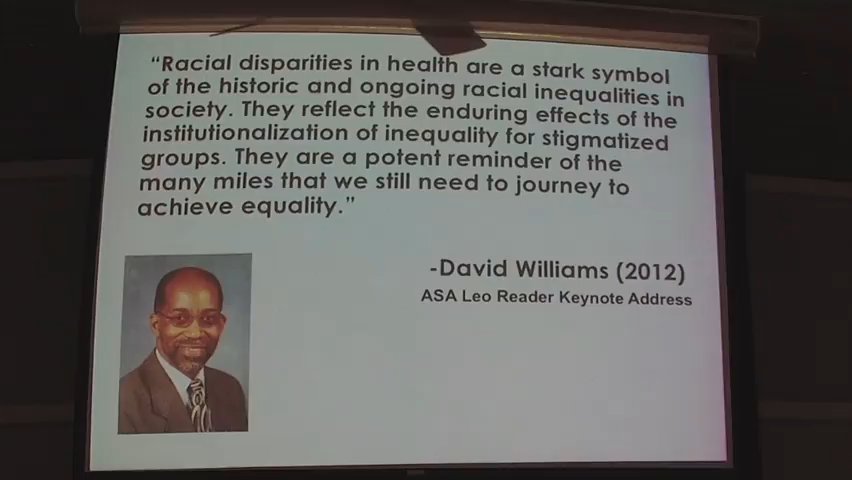 “Racial disparities in health are a stark symbol
of the historic and ongoing racial inequalities in
society. They reflect the enduring effects of the
institutionalization of inequality for stigmatized
groups. They are a potent reminder of the
many miles that we still need to journey to
achieve equality.”
-David Williams (2012)
ASA Leo Reader Keynote Address